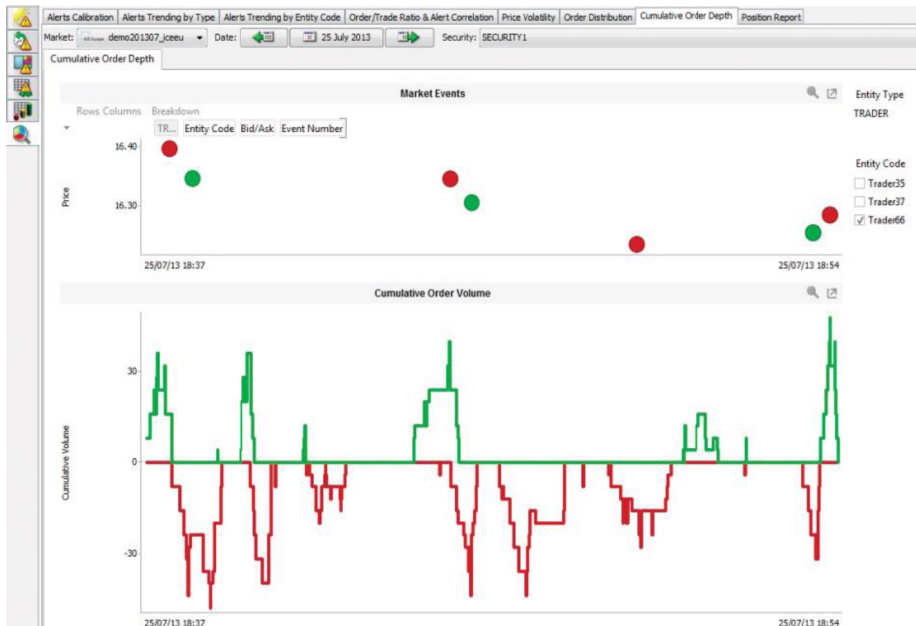 Alerts Calibration Alerts Trending by Type Alerts Trending by Entity Code Order/Trade Ratio & Alert Correlation Price Volatility Order Distribution Cumulative Order Depth Position Report
Market: demo201307_iceeu Date: 25 July 2013 Security: SECURITY1
Cumulative Order Depth
Market Events
Entity Type
TRADER
Rows Columns Breakdown
TR... Entity Code Bid/Ask Event Number
16.40
16.30
Price
25/07/13 18:37 25/07/13 18:54
Entity Code
Trader35
Trader37
Trader66
Cumulative Order Volume
30
0
-30
Cumulative Volume
25/07/13 18:37 25/07/13 18:54